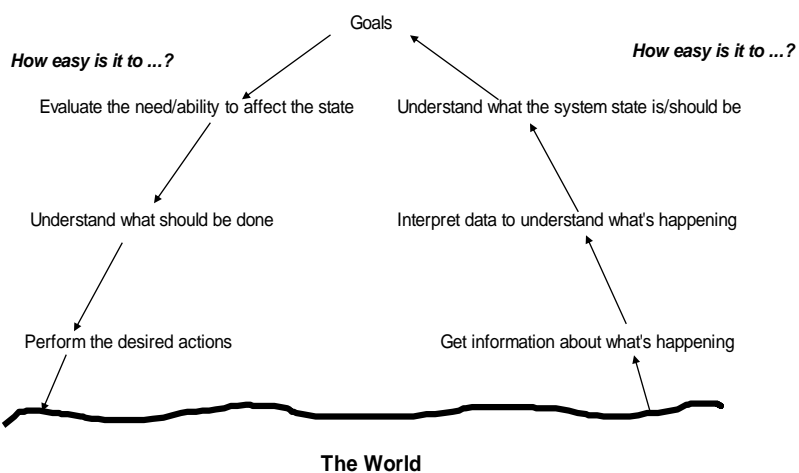 Goals
How easy is it to ...?
How easy is it to ...?
Evaluate the need/ability to affect the state
Understand what the system state is/should be
Understand what should be done
Interpret data to understand what's happening
Perform the desired actions
Get information about what's happening
The World